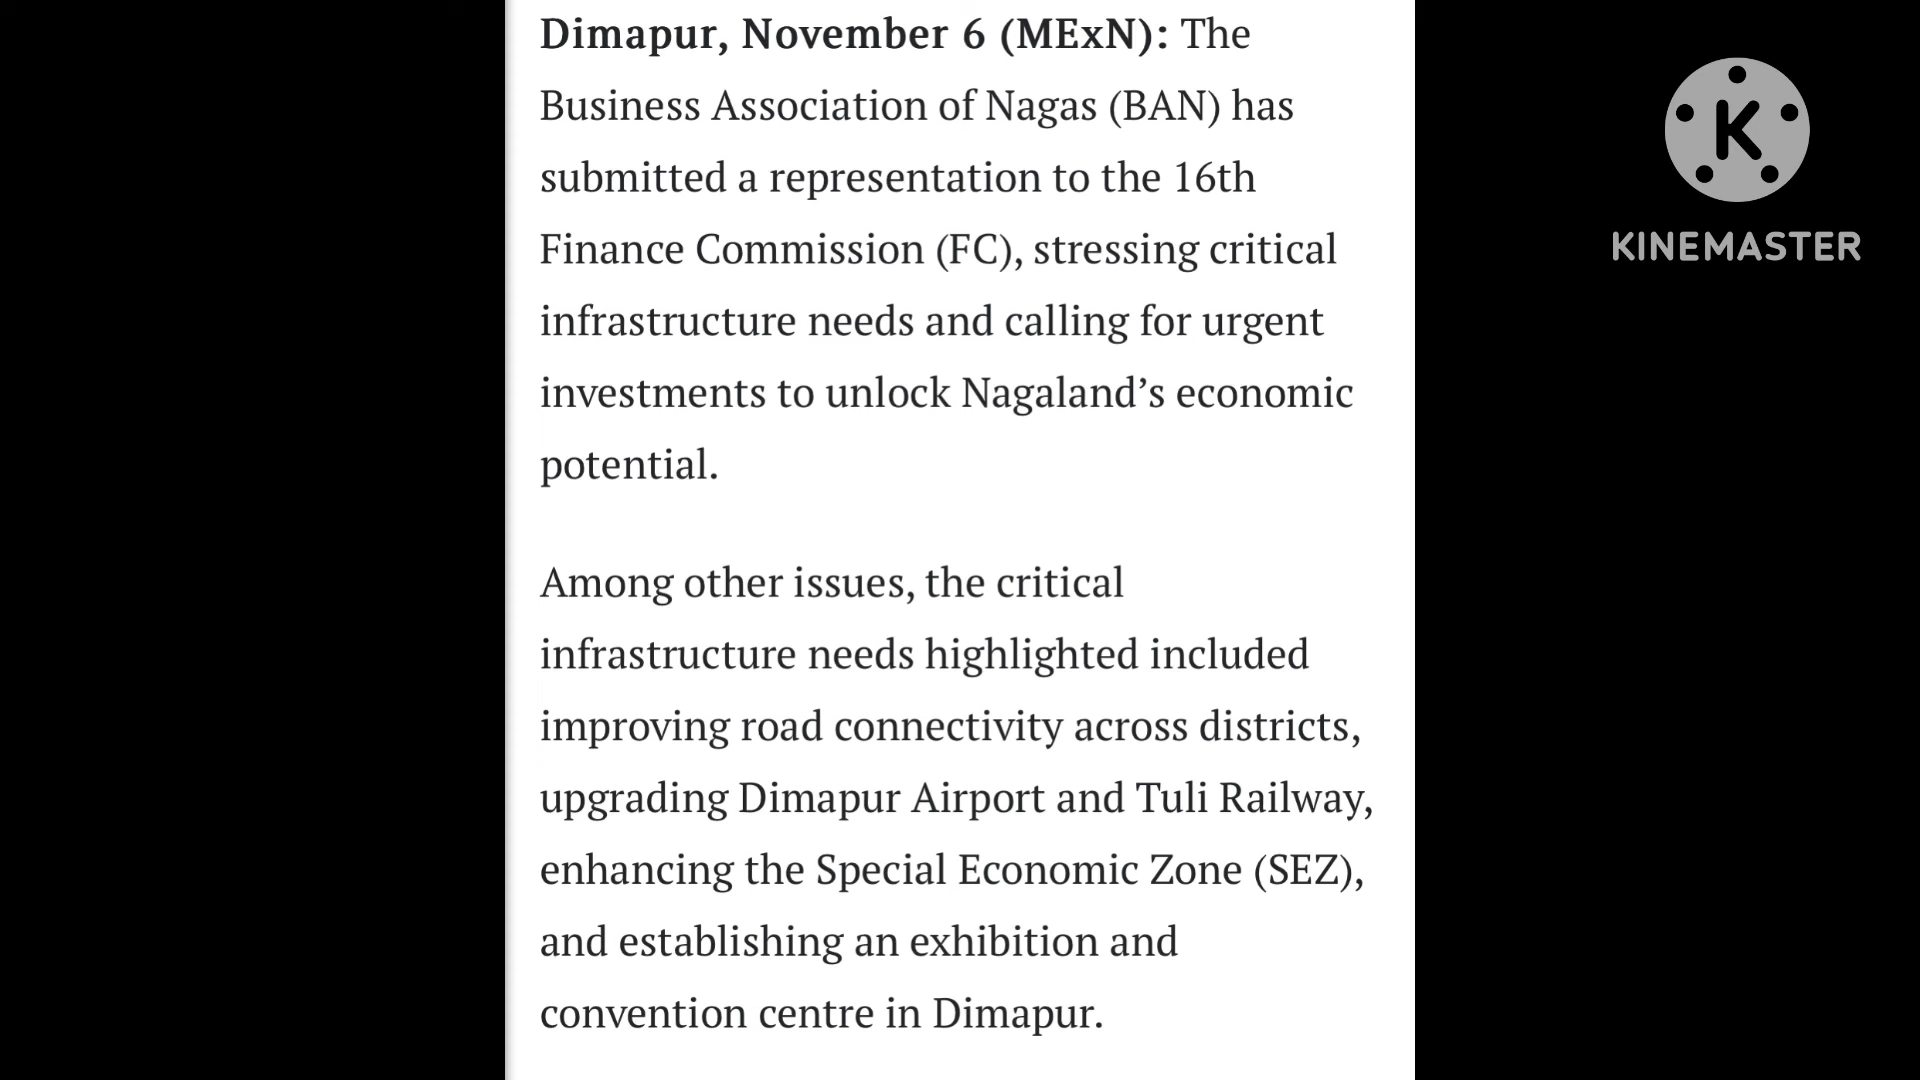 Dimapur, November 6 (MExN): The
Business Association of Nagas (BAN) has
submitted a representation to the 16th
Finance Commission (FC), stressing critical
infrastructure needs and calling for urgent
investments to unlock Nagaland’s economic
potential.
Among other issues, the critical
infrastructure needs highlighted included
improving road connectivity across districts,
upgrading Dimapur Airport and Tuli Railway,
enhancing the Special Economic Zone (SEZ),
and establishing an exhibition and
convention centre in Dimapur.
K
KINEMASTER